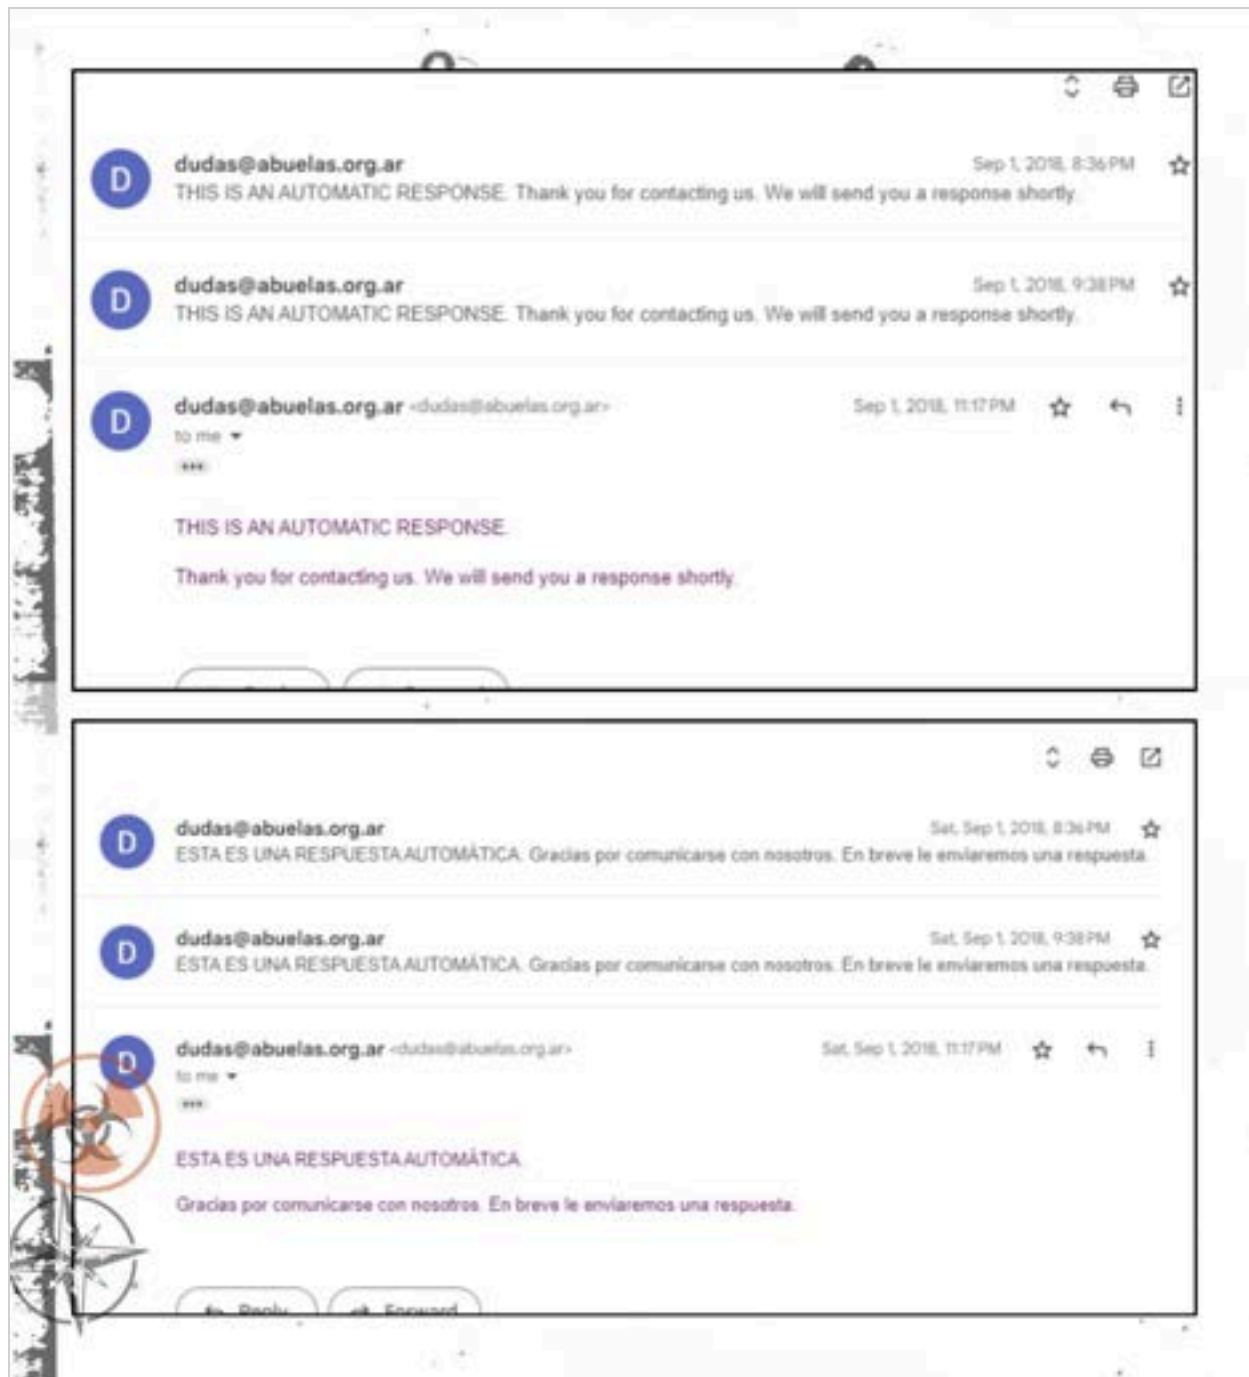 D
dudas@abuelas.org.ar Sep 1, 2018, 8:36 PM
THIS IS AN AUTOMATIC RESPONSE. Thank you for contacting us. We will send you a response shortly.
D
dudas@abuelas.org.ar Sep 1, 2018, 9:38 PM
THIS IS AN AUTOMATIC RESPONSE. Thank you for contacting us. We will send you a response shortly.
D
dudas@abuelas.org.ar <dudas@abuelas.org.ar> Sep 1, 2018, 11:17 PM
to me
THIS IS AN AUTOMATIC RESPONSE.
Thank you for contacting us. We will send you a response shortly.
D
dudas@abuelas.org.ar Sat, Sep 1, 2018, 8:36 PM
ESTA ES UNA RESPUESTA AUTOMÁTICA. Gracias por comunicarse con nosotros. En breve le enviaremos una respuesta.
D
dudas@abuelas.org.ar Sat, Sep 1, 2018, 9:38 PM
ESTA ES UNA RESPUESTA AUTOMÁTICA. Gracias por comunicarse con nosotros. En breve le enviaremos una respuesta.
D
dudas@abuelas.org.ar <dudas@abuelas.org.ar> Sat, Sep 1, 2018, 11:17 PM
to me
ESTA ES UNA RESPUESTA AUTOMÁTICA.
Gracias por comunicarse con nosotros. En breve le enviaremos una respuesta.
Reply Forward